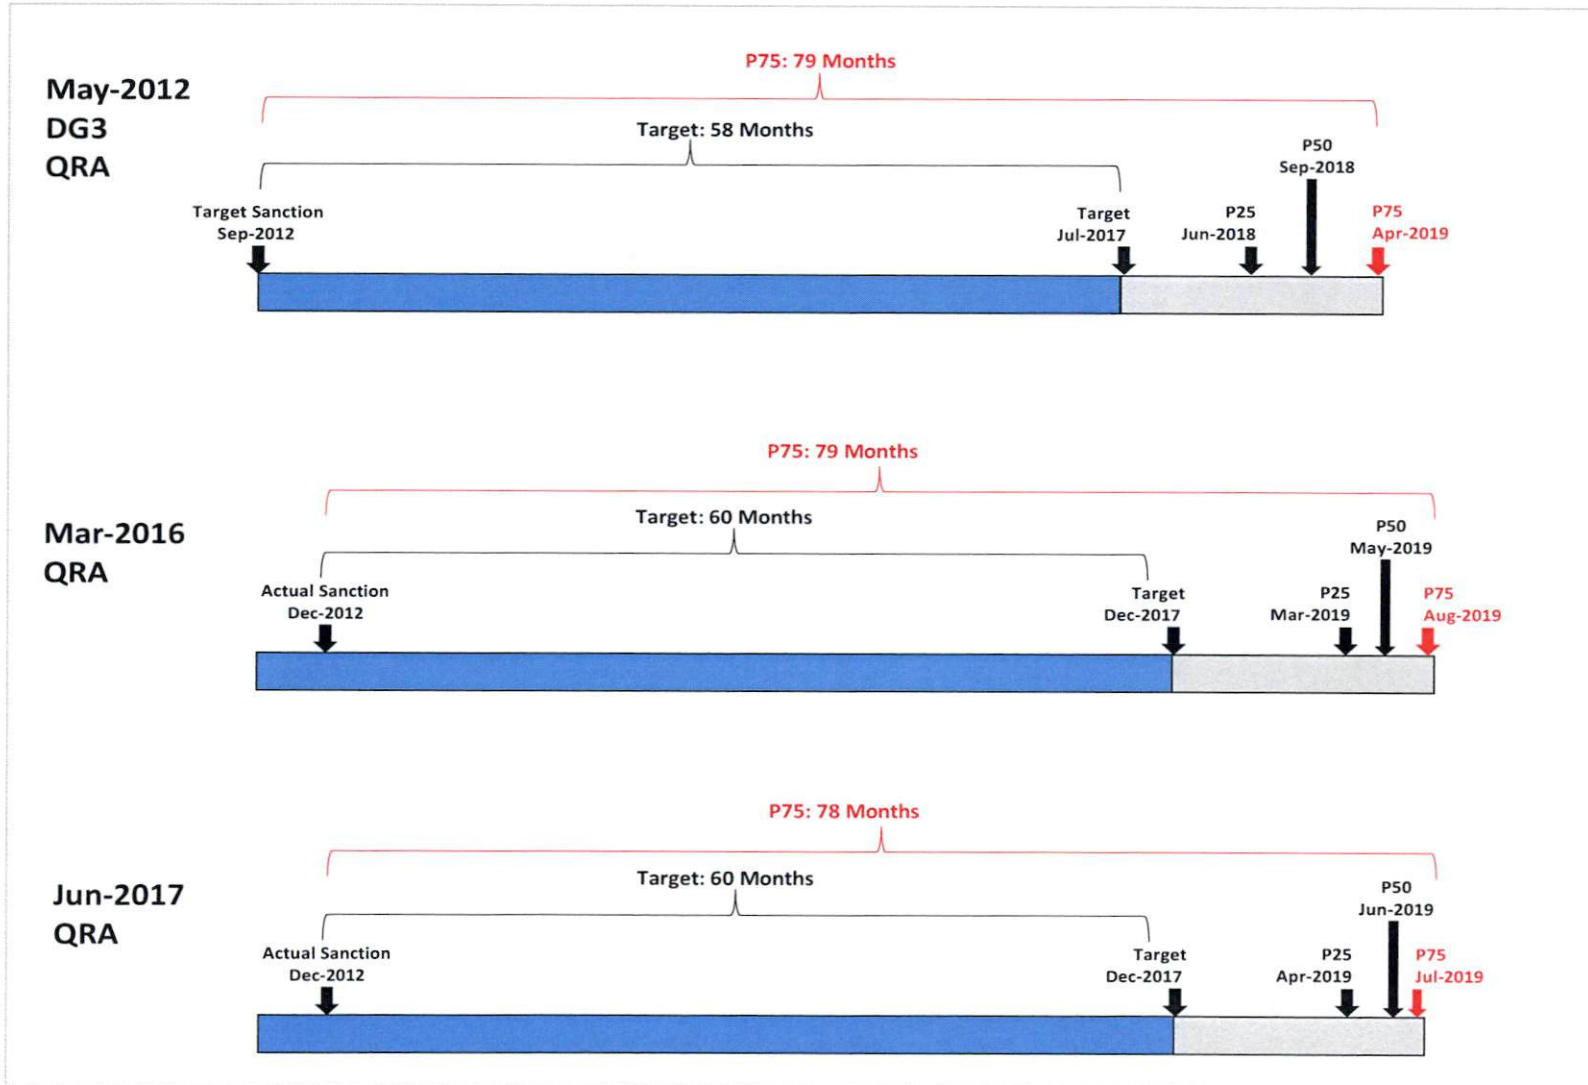 May-2012
DG3
QRA
P75: 79 Months
Target: 58 Months
Target Sanction
Sep-2012
Target
Jul-2017
P25
Jun-2018
P50
Sep-2018
P75
Apr-2019
Mar-2016
QRA
P75: 79 Months
Target: 60 Months
Actual Sanction
Dec-2012
Target
Dec-2017
P25
Mar-2019
P50
May-2019
P75
Aug-2019
Jun-2017
QRA
P75: 78 Months
Target: 60 Months
Actual Sanction
Dec-2012
Target
Dec-2017
P25
Apr-2019
P50
Jun-2019
P75
Jul-2019